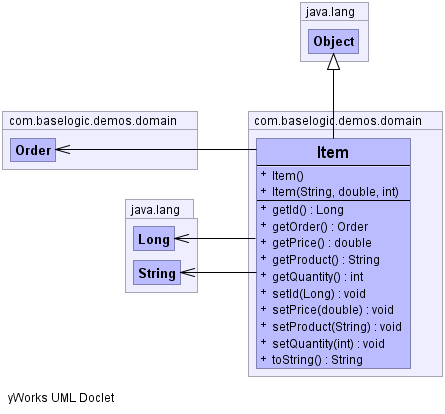 java.lang
Object
com.baselogic.demos.domain
Order
com.baselogic.demos.domain
Item
+ Item()
+ Item(String, double, int)
+ getId() : Long
+ getOrder() : Order
+ getPrice() : double
+ getProduct() : String
+ getQuantity() : int
+ setId(Long) : void
+ setPrice(double) : void
+ setProduct(String) : void
+ setQuantity(int) : void
+ toString() : String
java.lang
Long
String
yWorks UML Doclet